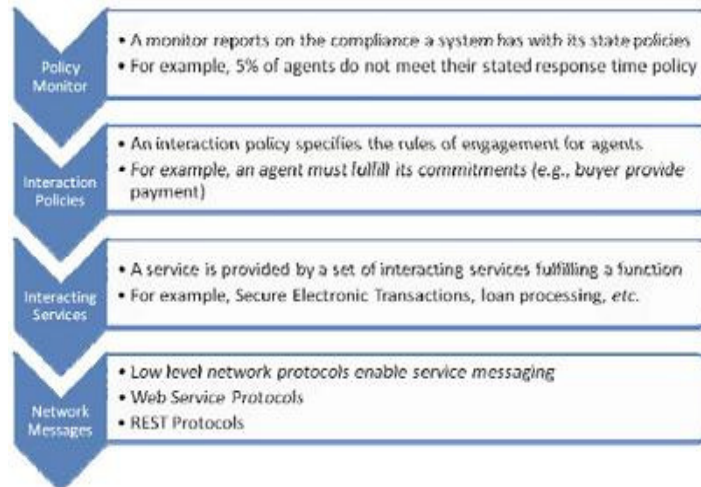 Policy
Monitor
• A monitor reports on the compliance a system has with its state policies
• For example, 5% of agents do not meet their stated response time policy
Interaction
Policies
• An interaction policy specifies the rules of engagement for agents
• For example, an agent must fulfill its commitments (e.g., buyer provide
payment)
Interacting
Services
• A service is provided by a set of interacting services fulfilling a function
• For example, Secure Electronic Transactions, loan processing, etc.
Network
Messages
• Low level network protocols enable service messaging
• Web Service Protocols
• REST Protocols